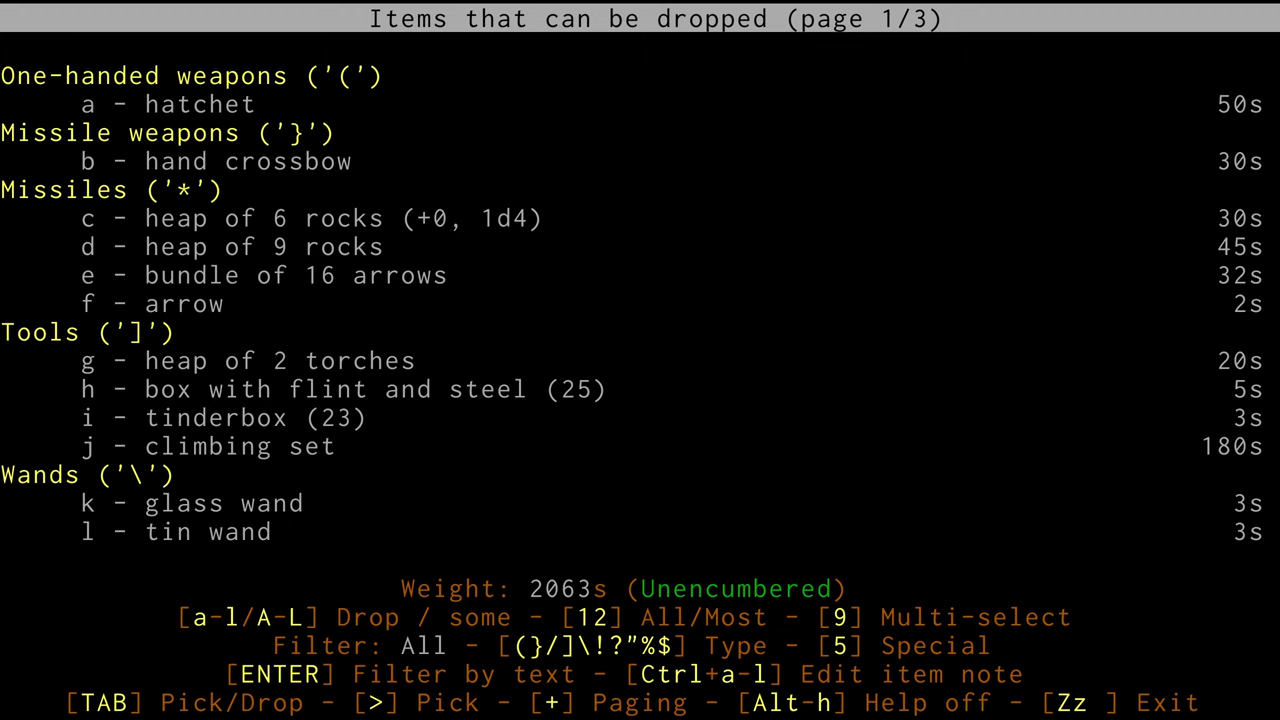 Items that can be dropped (page 1/3)
One-handed weapons ('(')
a - hatchet 50s
Missile weapons ('}')
b - hand crossbow 30s
Missiles ('*')
c - heap of 6 rocks (+0, 1d4) 30s
d - heap of 9 rocks 45s
e - bundle of 16 arrows 32s
f - arrow 2s
Tools (']')
g - heap of 2 torches 20s
h - box with flint and steel (25) 5s
i - tinderbox (23) 3s
j - climbing set 180s
Wands ('\')
k - glass wand 3s
l - tin wand 3s
Weight: 2063s (Unencumbered)
[a-l/A-L] Drop / some - [12] All/Most - [9] Multi-select
Filter: All - [(}/]\!?"%$] Type - [5] Special
[ENTER] Filter by text - [Ctrl+a-l] Edit item note
[TAB] Pick/Drop - [>] Pick - [+] Paging - [Alt-h] Help off - [Zz ] Exit